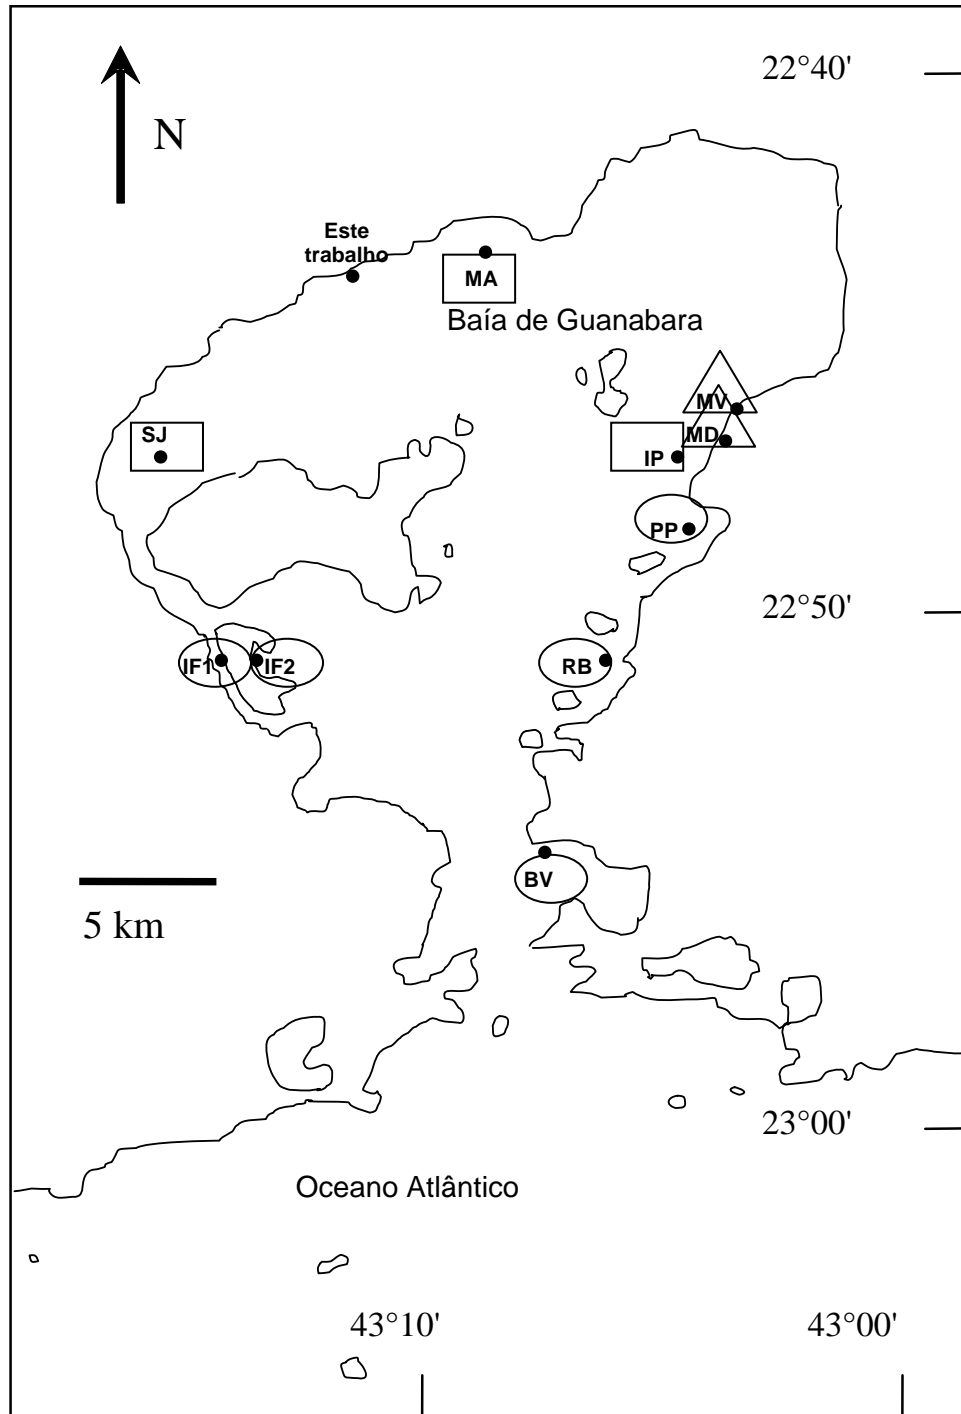 22°40'
N
Este
trabalho
MA
Baía de Guanabara
MV
SJ
MD
IP
PP
22°50'
IF1
IF2
RB
BV
5 km
23°00'
Oceano Atlântico
43°10'
43°00'